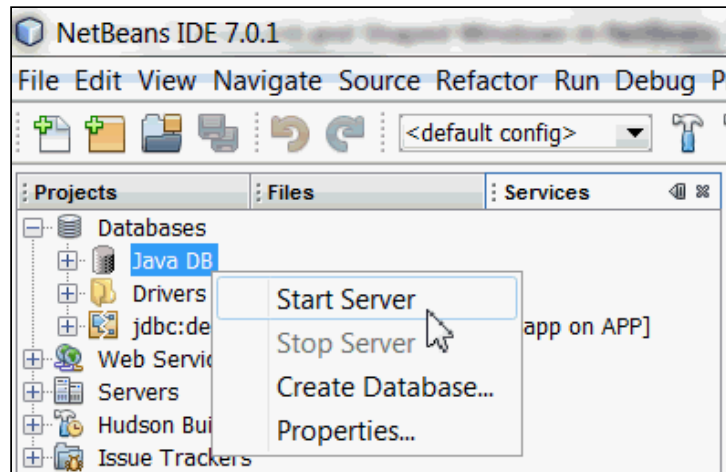 NetBeans IDE 7.0.1
File Edit View Navigate Source Refactor Run Debug P
<default config>
Projects Files Services
Databases
Java DB
Drivers
Start Server
jdbc:de app on APP]
Stop Server
Web Servic
Create Database...
Servers
Hudson Bui
Properties...
Issue Trackers